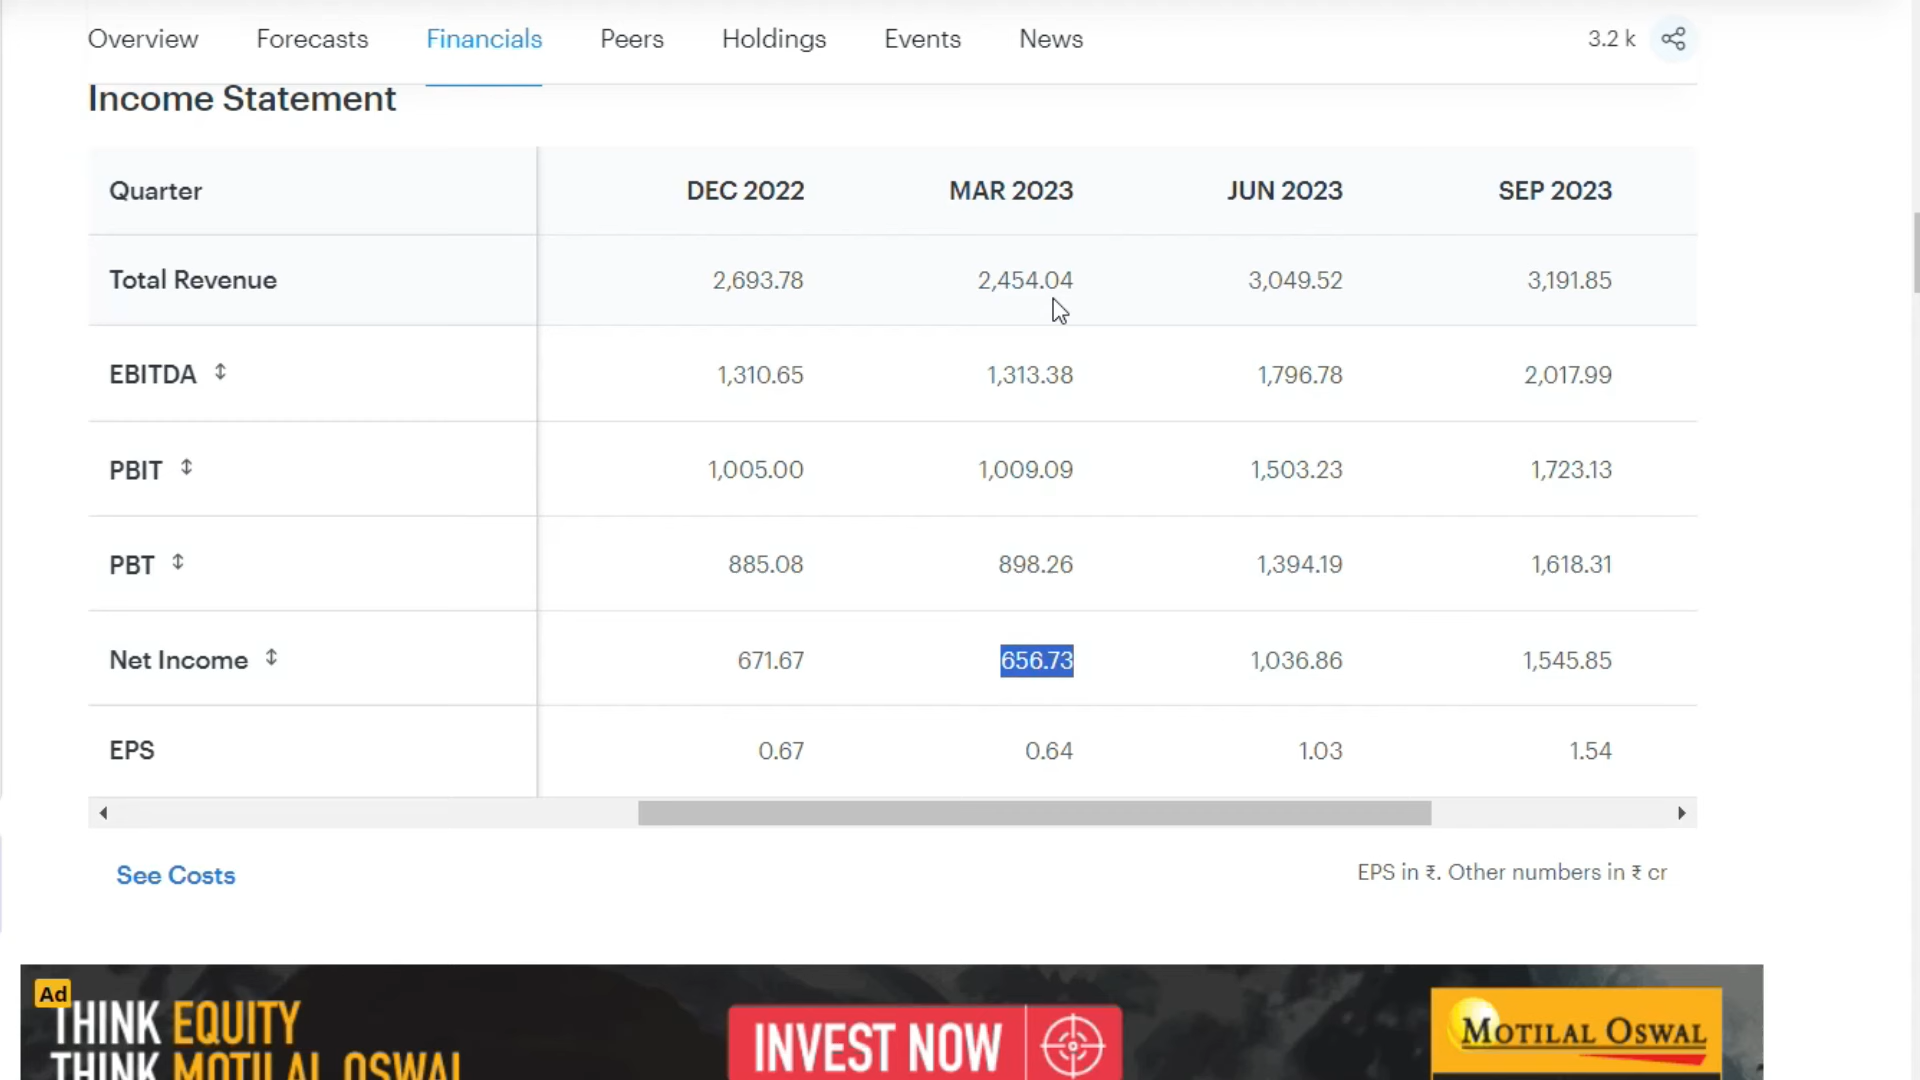 Overview Forecasts Financials Peers Holdings Events News 3.2 k
Income Statement
Quarter DEC 2022 MAR 2023 JUN 2023 SEP 2023
Total Revenue 2,693.78 2,454.04 3,049.52 3,191.85
EBITDA 1,310.65 1,313.38 1,796.78 2,017.99
PBIT 1,005.00 1,009.09 1,503.23 1,723.13
PBT 885.08 898.26 1,394.19 1,618.31
Net Income 671.67 656.73 1,036.86 1,545.85
EPS 0.67 0.64 1.03 1.54
See Costs
EPS in ₹. Other numbers in ₹ cr
Ad
THINK EQUITY
THINK MOTILAL OSWAL
INVEST NOW
MOTILAL OSWAL